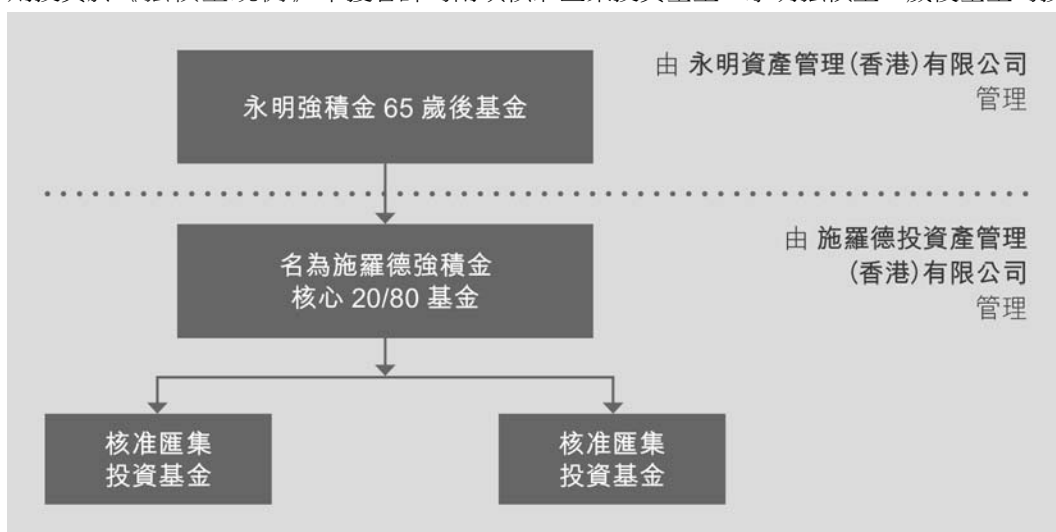 永明強積金 65 歲後基金
由 永明資產管理(香港)有限公司
管理
名為施羅德強積金
核心 20/80 基金
由 施羅德投資產管理
(香港)有限公司
管理
核准匯集
投資基金
核准匯集
投資基金